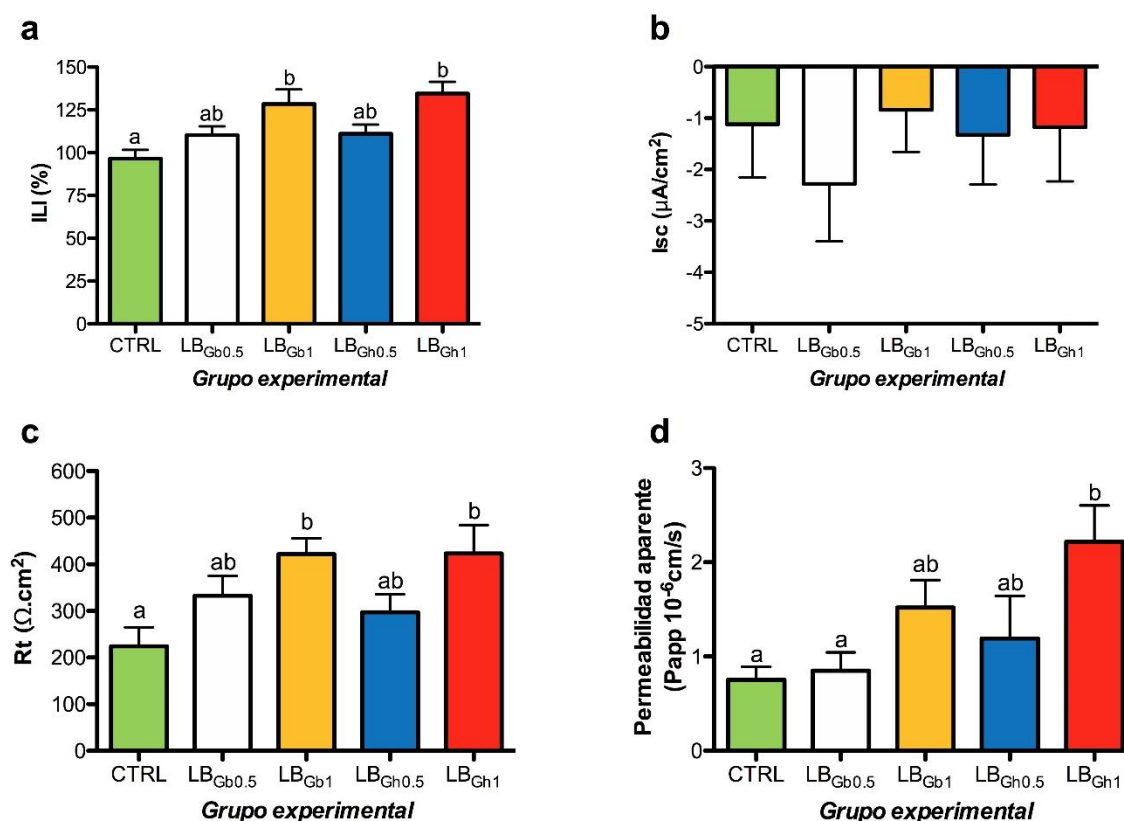 a
ILI (%)
150
125
100
75
50
25
0
a
ab
b
ab
b
CTRL
LBGb0.5
LBGb1
LBGh0.5
LBGh1
Grupo experimental
b
Isc (µA/cm²)
0
-1
-2
-3
-4
-5
CTRL
LBGb0.5
LBGb1
LBGh0.5
LBGh1
Grupo experimental
c
Rt (Ω.cm²)
600
500
400
300
200
100
0
a
ab
b
ab
b
CTRL
LBGb0.5
LBGb1
LBGh0.5
LBGh1
Grupo experimental
d
Permeabilidad aparente
(Papp 10⁻⁶cm/s)
3
2
1
0
a
a
ab
ab
b
CTRL
LBGb0.5
LBGb1
LBGh0.5
LBGh1
Grupo experimental